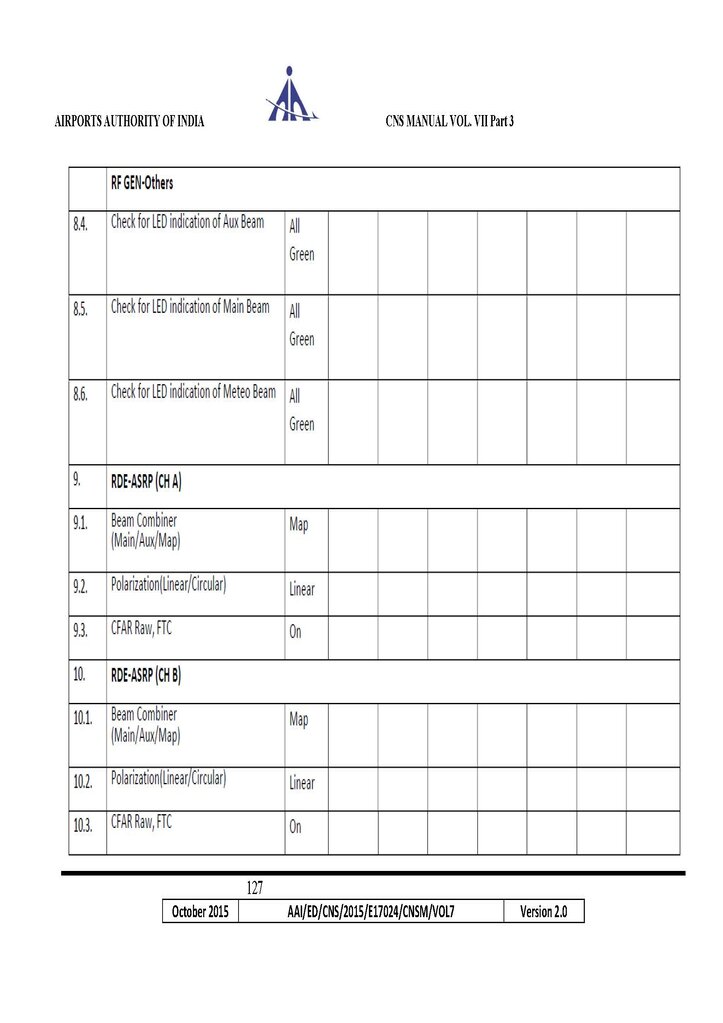 AIRPORTS AUTHORITY OF INDIA
CNS MANUAL VOL. VII Part 3
RF GEN-Others
8.4. Check for LED indication of Aux Beam All
Green
8.5. Check for LED indication of Main Beam All
Green
8.6. Check for LED indication of Meteo Beam All
Green
9. RDE-ASRP (CH A)
9.1. Beam Combiner Map
(Main/Aux/Map)
9.2. Polarization(Linear/Circular) Linear
9.3. CFAR Raw, FTC On
10. RDE-ASRP (CH B)
10.1. Beam Combiner Map
(Main/Aux/Map)
10.2. Polarization(Linear/Circular) Linear
10.3. CFAR Raw, FTC On
127
October 2015 AAI/ED/CNS/2015/E17024/CNSM/VOL7 Version 2.0